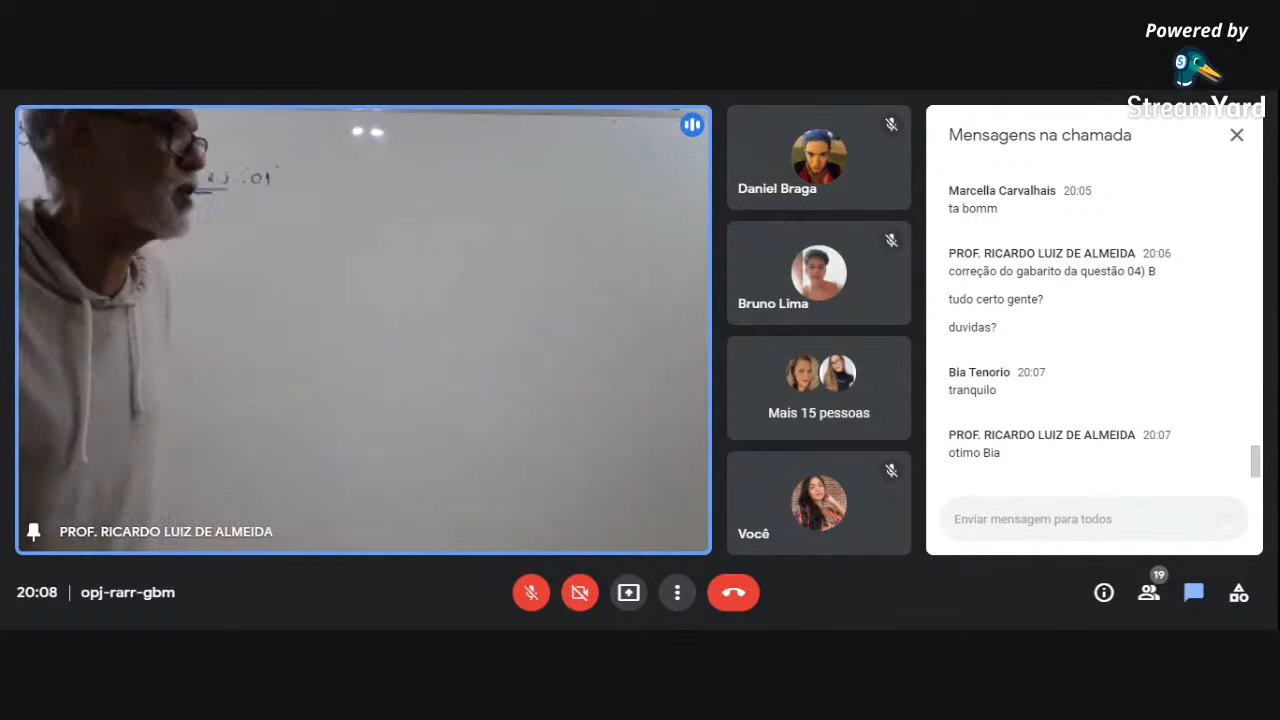 Powered by
StreamYard
01
PROF. RICARDO LUIZ DE ALMEIDA
Daniel Braga
Bruno Lima
Mais 15 pessoas
Você
Mensagens na chamada
Marcella Carvalhais 20:05
ta bomm
PROF. RICARDO LUIZ DE ALMEIDA 20:06
correção do gabarito da questão 04) B
tudo certo gente?
duvidas?
Bia Tenorio 20:07
tranquilo
PROF. RICARDO LUIZ DE ALMEIDA 20:07
otimo Bia
Enviar mensagem para todos
20:08 | opj-rarr-gbm
19